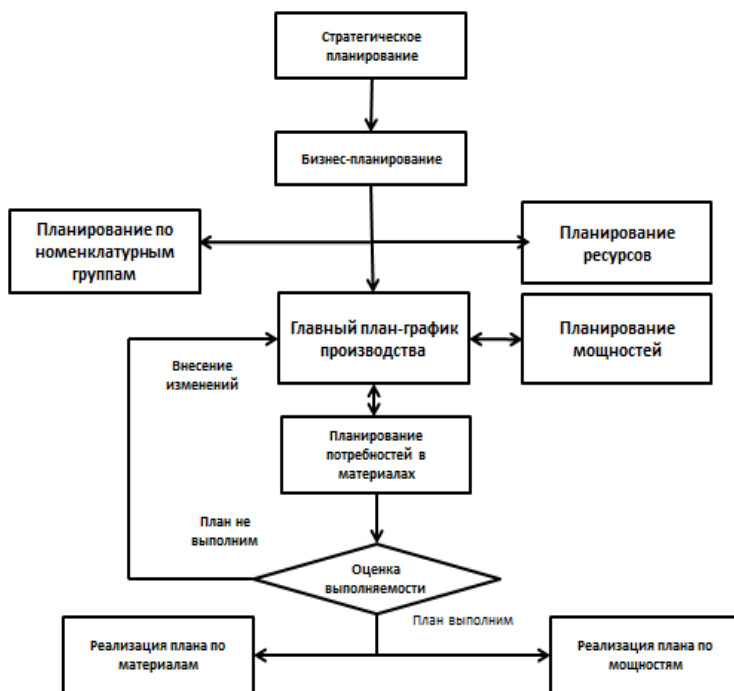 Стратегическое
планирование
Бизнес-планирование
Планирование по
номенклатурным
группам
Планирование
ресурсов
Главный план-график
производства
Планирование
мощностей
Внесение
изменений
Планирование
потребностей в
материалах
План не
выполним
Оценка
выполняемости
План выполним
Реализация плана по
материалам
Реализация плана по
мощностям